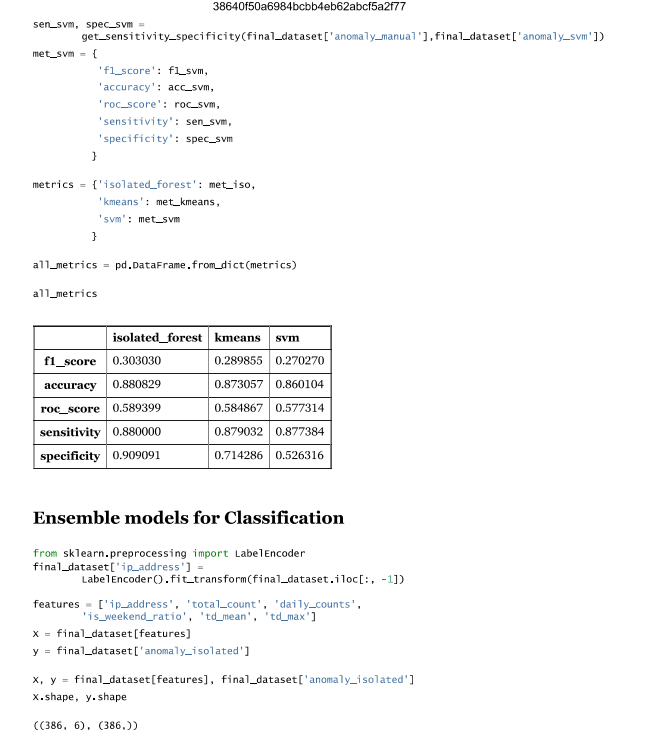 38640f50a6984bcbb4eb62abcf5a2f77
sen_svm, spec_svm =
get_sensitivity_specificity(final_dataset['anomaly_manual'],final_dataset['anomaly_svm'])
met_svm = {
'f1_score': f1_svm,
'accuracy': acc_svm,
'roc_score': roc_svm,
'sensitivity': sen_svm,
'specificity': spec_svm
}
metrics = {'isolated_forest': met_iso,
'kmeans': met_kmeans,
'svm': met_svm
}
all_metrics = pd.DataFrame.from_dict(metrics)
all_metrics
isolated_forest kmeans svm
f1_score 0.303030 0.289855 0.270270
accuracy 0.880829 0.873057 0.860104
roc_score 0.589399 0.584867 0.577314
sensitivity 0.880000 0.879032 0.877384
specificity 0.909091 0.714286 0.526316
Ensemble models for Classification
from sklearn.preprocessing import LabelEncoder
final_dataset['ip_address'] =
LabelEncoder().fit_transform(final_dataset.iloc[:, -1])
features = ['ip_address', 'total_count', 'daily_counts',
'is_weekend_ratio', 'td_mean', 'td_max']
X = final_dataset[features]
y = final_dataset['anomaly_isolated']
X, y = final_dataset[features], final_dataset['anomaly_isolated']
X.shape, y.shape
((386, 6), (386,))